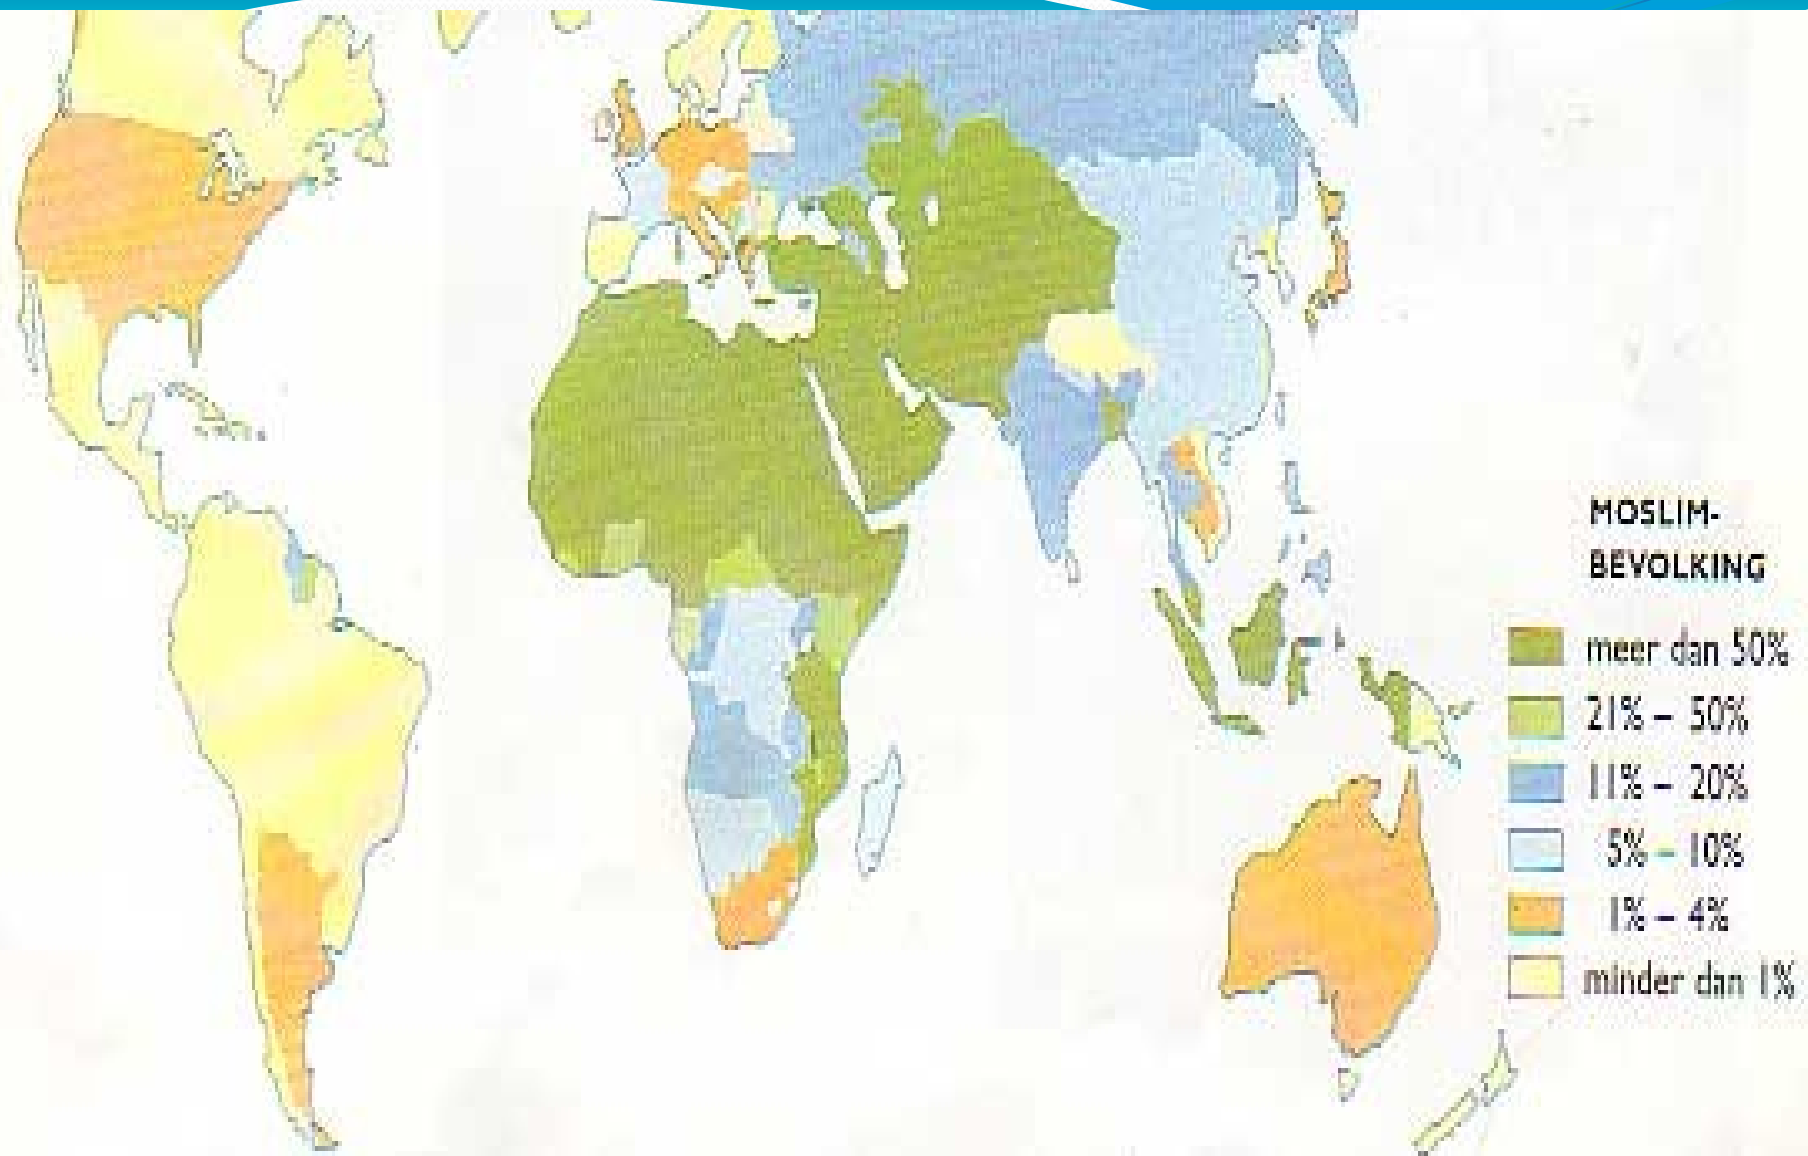 MOSLIM-
BEVOLKING
meer dan 50%
21% – 50%
11% – 20%
5% – 10%
1% – 4%
minder dan 1%